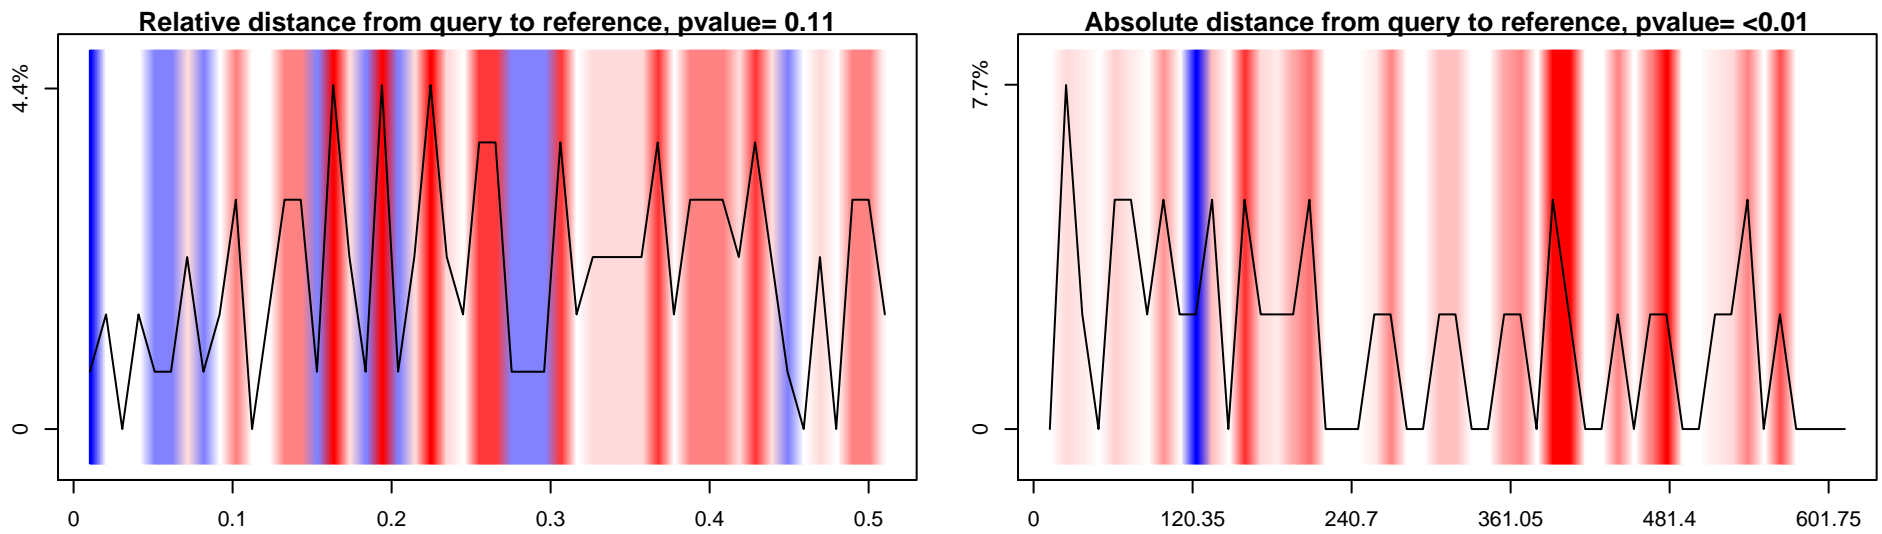 Relative distance from query to reference, pvalue= 0.11
4.4%
0
0 0.1 0.2 0.3 0.4 0.5
Absolute distance from query to reference, pvalue= <0.01
7.7%
0
0 120.35 240.7 361.05 481.4 601.75